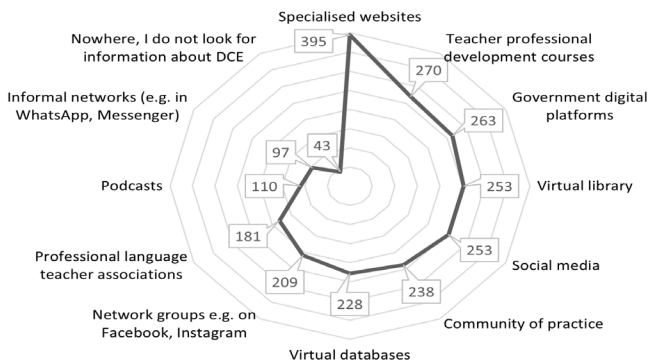 Specialised websites
395
Teacher professional
development courses
270
Government digital
platforms
263
Virtual library
253
Social media
253
Community of practice
238
Virtual databases
228
Network groups e.g. on
Facebook, Instagram
209
Professional language
teacher associations
181
Podcasts
110
Informal networks (e.g. in
WhatsApp, Messenger)
97
Nowhere, I do not look for
information about DCE
43